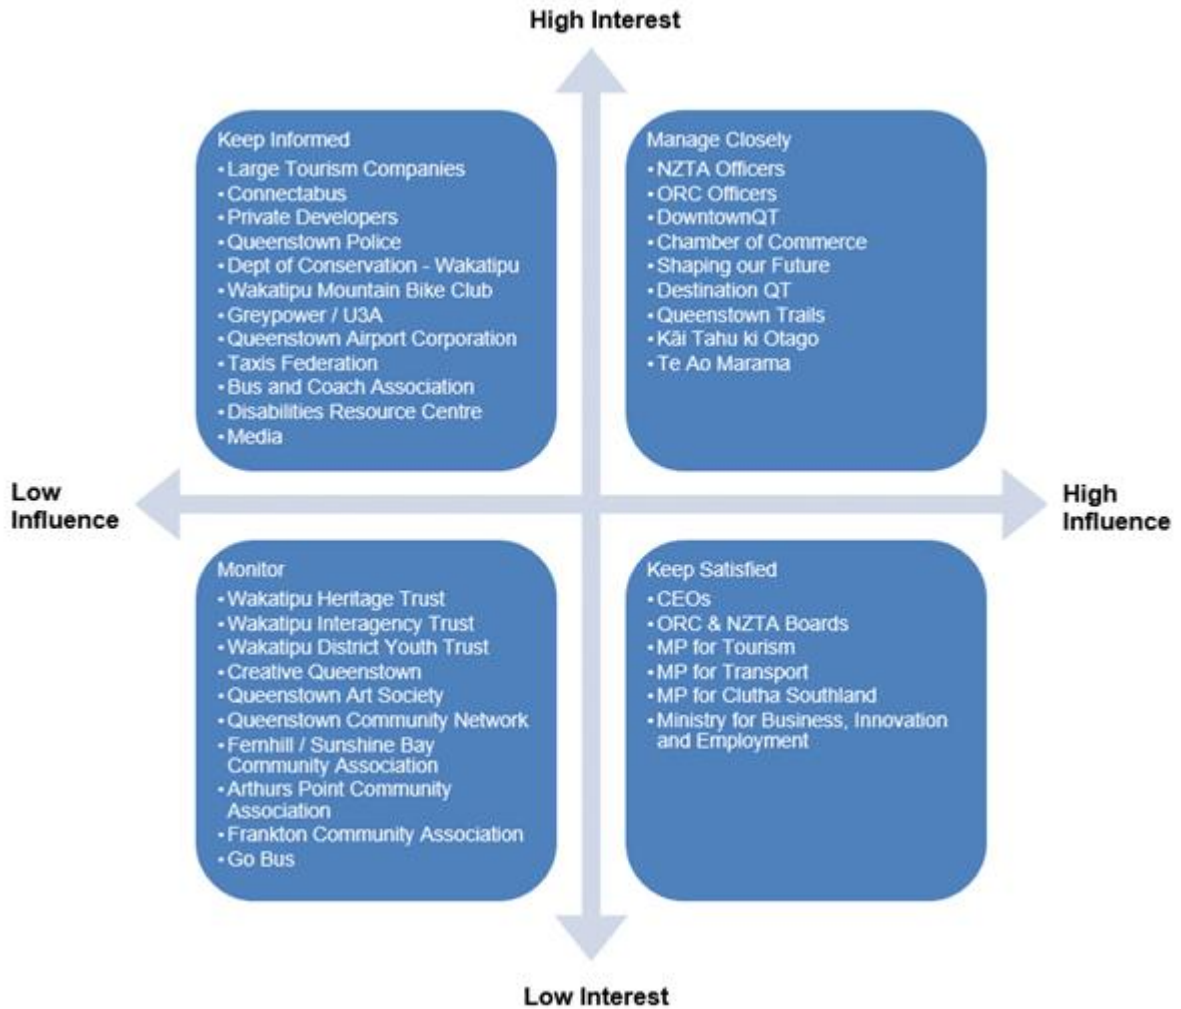 High Interest
Keep Informed
•Large Tourism Companies
•Connectabus
•Private Developers
•Queenstown Police
•Dept of Conservation - Wakatipu
•Wakatipu Mountain Bike Club
•Greypower / U3A
•Queenstown Airport Corporation
•Taxis Federation
•Bus and Coach Association
•Disabilities Resource Centre
•Media
Manage Closely
•NZTA Officers
•ORC Officers
•DowntownQT
•Chamber of Commerce
•Shaping our Future
•Destination QT
•Queenstown Trails
•Kāi Tahu ki Otago
•Te Ao Marama
Low
Influence
High
Influence
Monitor
•Wakatipu Heritage Trust
•Wakatipu Interagency Trust
•Wakatipu District Youth Trust
•Creative Queenstown
•Queenstown Art Society
•Queenstown Community Network
•Fernhill / Sunshine Bay
Community Association
•Arthurs Point Community
Association
•Frankton Community Association
•Go Bus
Keep Satisfied
•CEOs
•ORC & NZTA Boards
•MP for Tourism
•MP for Transport
•MP for Clutha Southland
•Ministry for Business, Innovation
and Employment
Low Interest